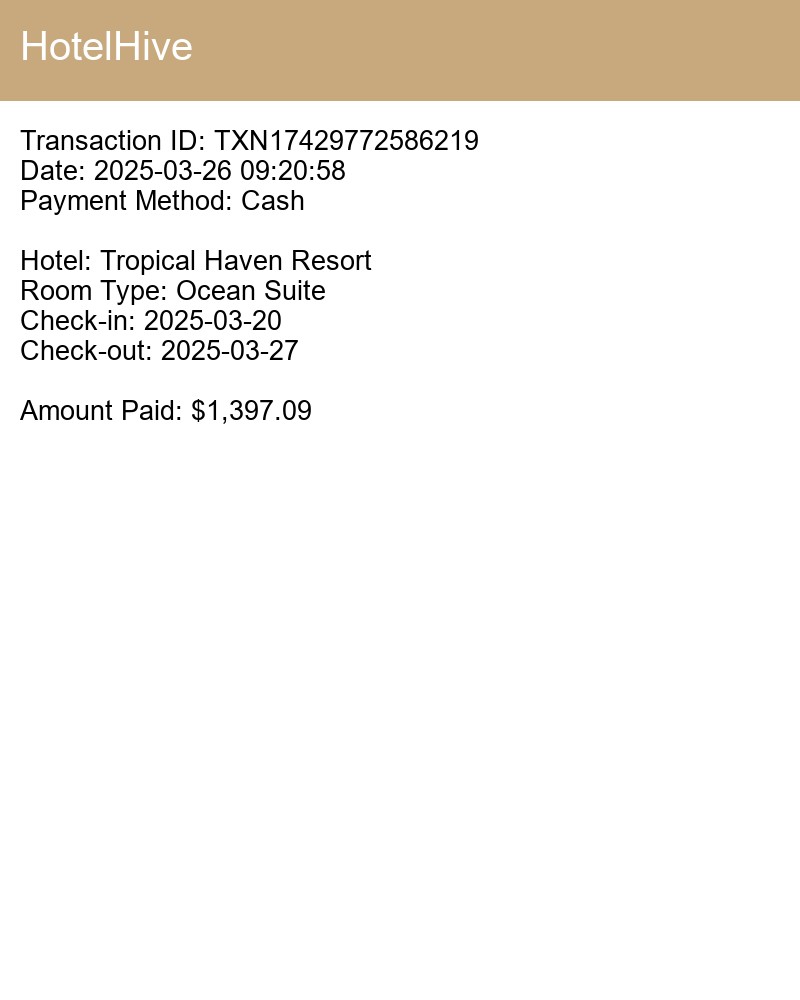 HotelHive
Transaction ID: TXN17429772586219
Date: 2025-03-26 09:20:58
Payment Method: Cash
Hotel: Tropical Haven Resort
Room Type: Ocean Suite
Check-in: 2025-03-20
Check-out: 2025-03-27
Amount Paid: $1,397.09